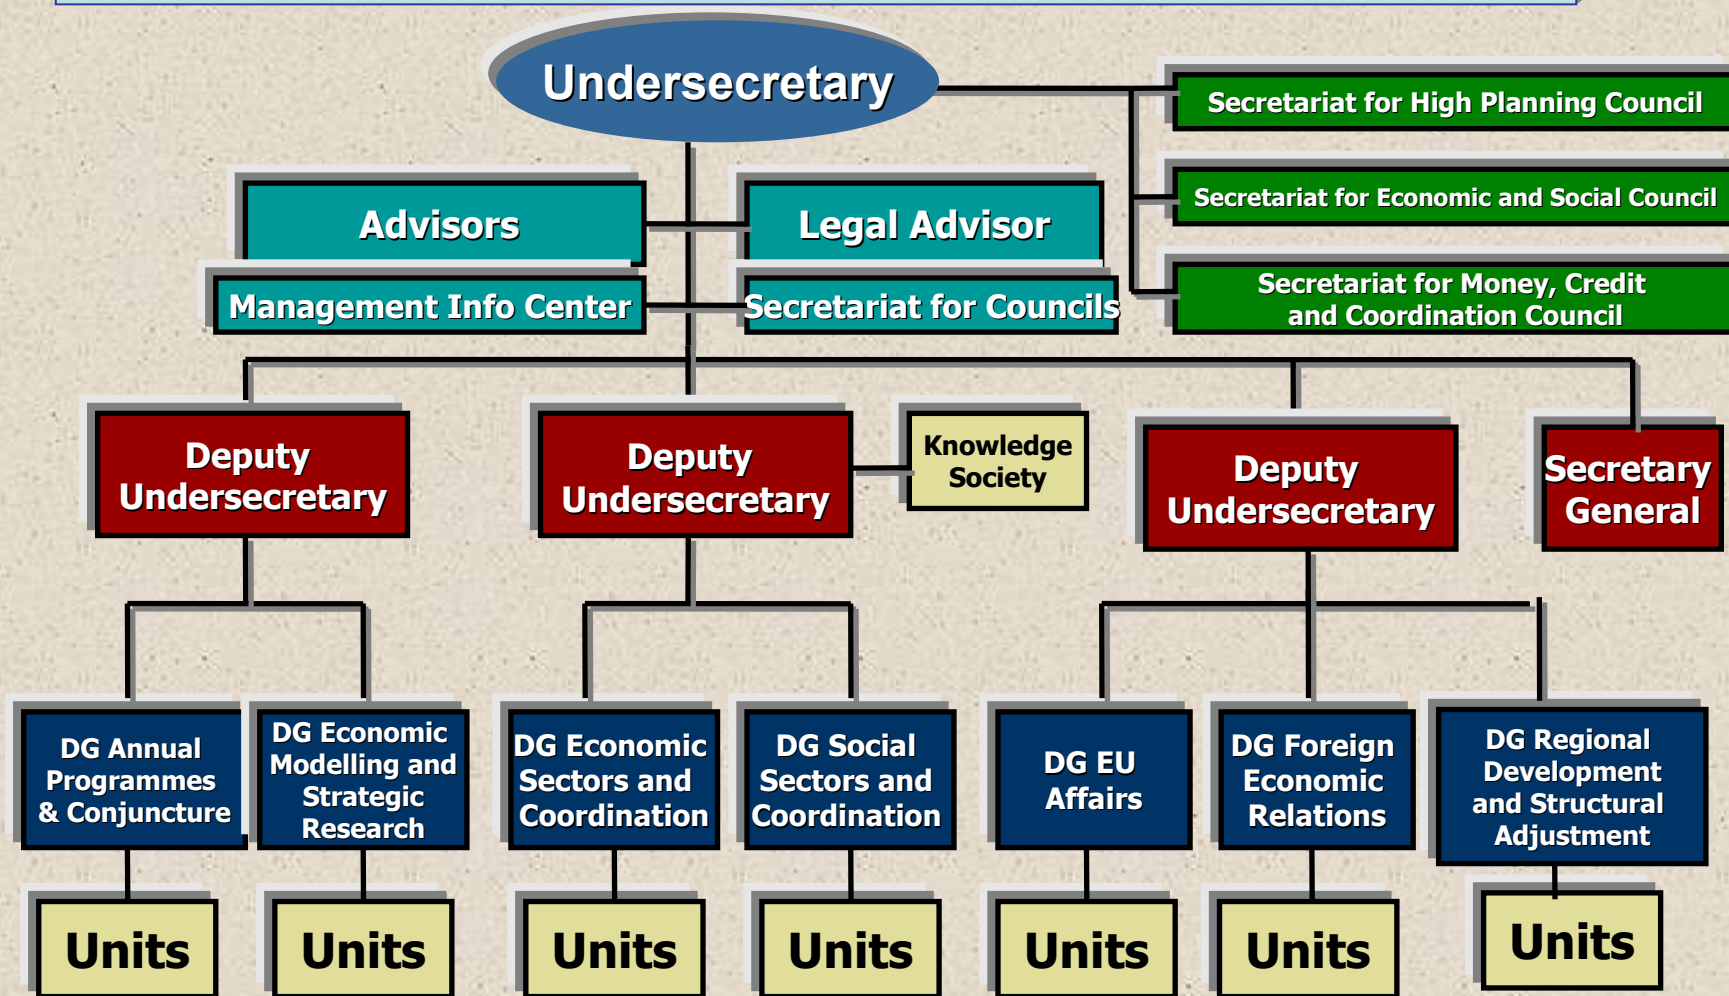 Undersecretary
Secretariat for High Planning Council
Secretariat for Economic and Social Council
Secretariat for Money, Credit
and Coordination Council
Advisors
Legal Advisor
Management Info Center
Secretariat for Councils
Deputy
Undersecretary
Deputy
Undersecretary
Knowledge
Society
Deputy
Undersecretary
Secretary
General
DG Annual
Programmes
& Conjuncture
DG Economic
Modelling and
Strategic
Research
DG Economic
Sectors and
Coordination
DG Social
Sectors and
Coordination
DG EU
Affairs
DG Foreign
Economic
Relations
DG Regional
Development
and Structural
Adjustment
Units
Units
Units
Units
Units
Units
Units